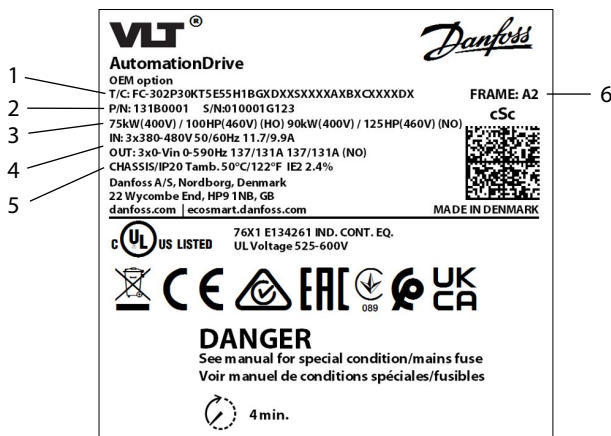 VLT®
Danfoss
AutomationDrive
OEM option
1
T/C: FC-302P30KT5E55H1BGXDXXSXXXXAXBXCXXXXDX
FRAME: A2
6
2
P/N: 131B0001 S/N:010001G123
cSc
3
75kW(400V) / 100HP(460V) (HO) 90kW(400V) / 125HP(460V) (NO)
IN: 3x380-480V 50/60Hz 11.7/9.9A
4
OUT: 3x0-Vin 0-590Hz 137/131A 137/131A (NO)
5
CHASSIS/IP20 Tamb.50°C/122°F IE2 2.4%
Danfoss A/S, Nordborg, Denmark
22 Wycombe End, HP9 1NB, GB
danfoss.com | ecosmart.danfoss.com
MADE IN DENMARK
c UL US LISTED
76X1 E134261 IND. CONT. EQ.
UL Voltage 525-600V
CE
EAC
089
UK
CA
DANGER
See manual for special condition/mains fuse
Voir manuel de conditions spéciales/fusibles
4 min.